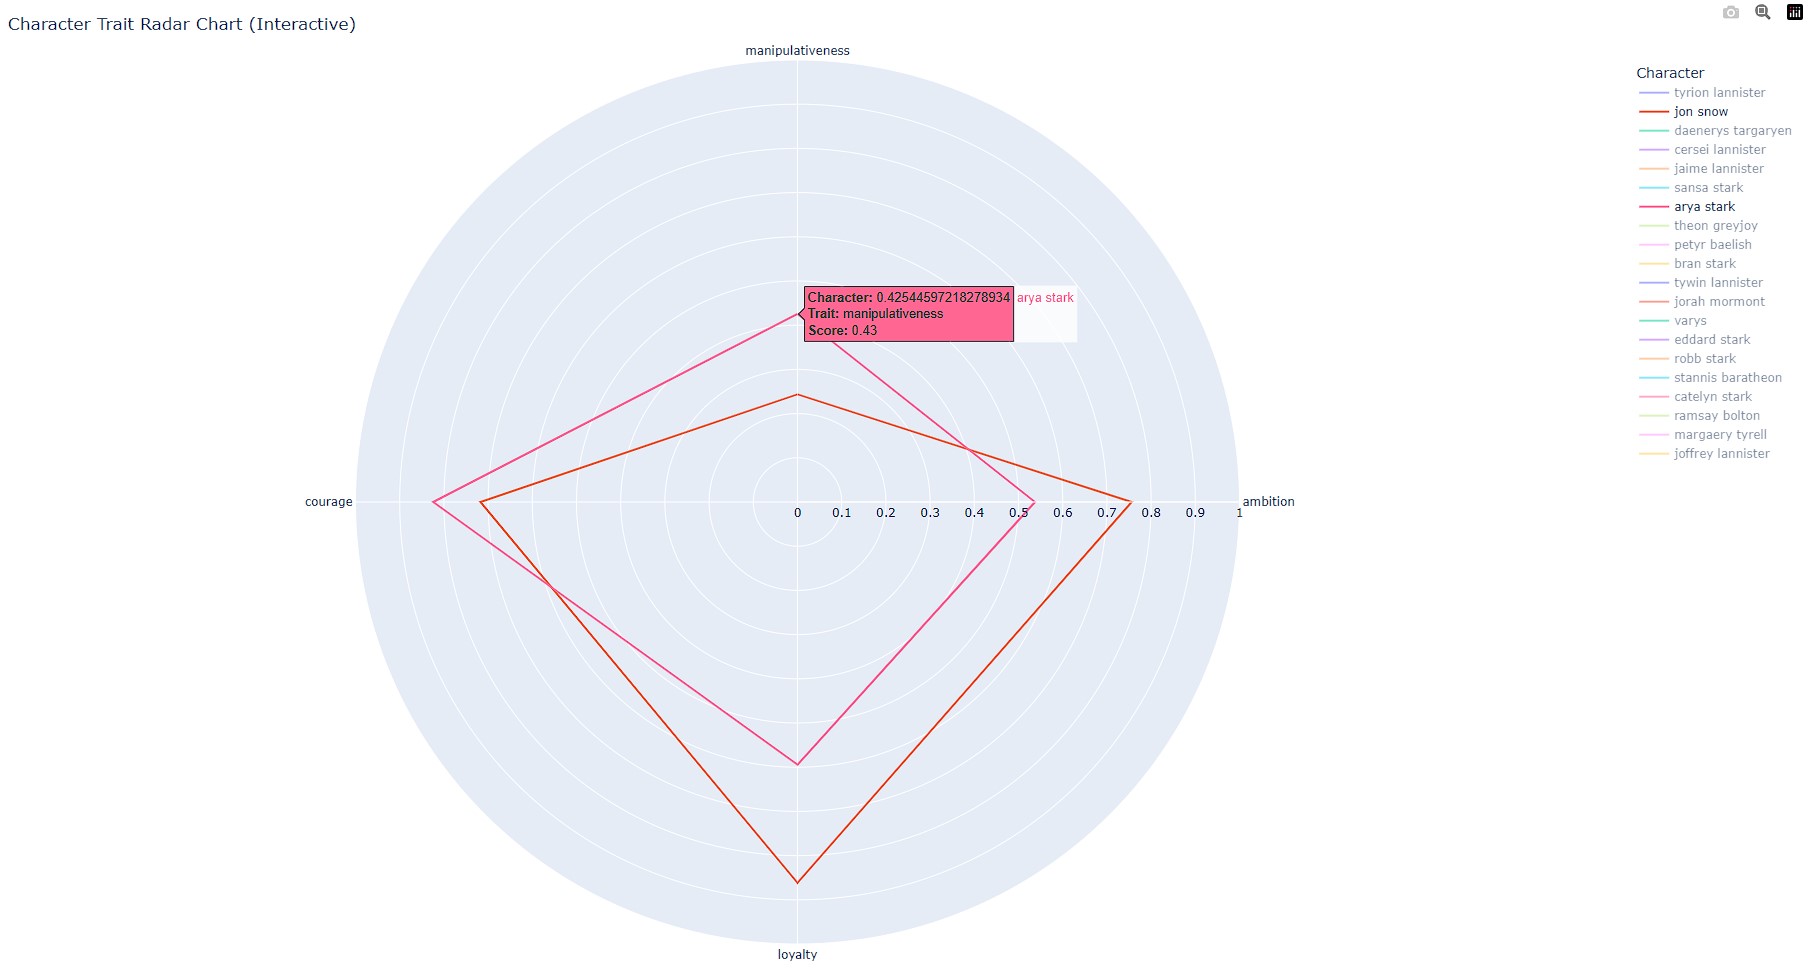 Character Trait Radar Chart (Interactive)
manipulativeness
Character
tyrion lannister
jon snow
daenerys targaryen
cersei lannister
jaime lannister
sansa stark
arya stark
theon greyjoy
petyr baelish
bran stark
tywin lannister
jorah mormont
varys
eddard stark
robb stark
stannis baratheon
catelyn stark
ramsay bolton
margaery tyrell
joffrey lannister
Character: 0.42544597218278934 arya stark
Trait: manipulativeness
Score: 0.43
courage
ambition
0 0.1 0.2 0.3 0.4 0.5 0.6 0.7 0.8 0.9 1
loyalty